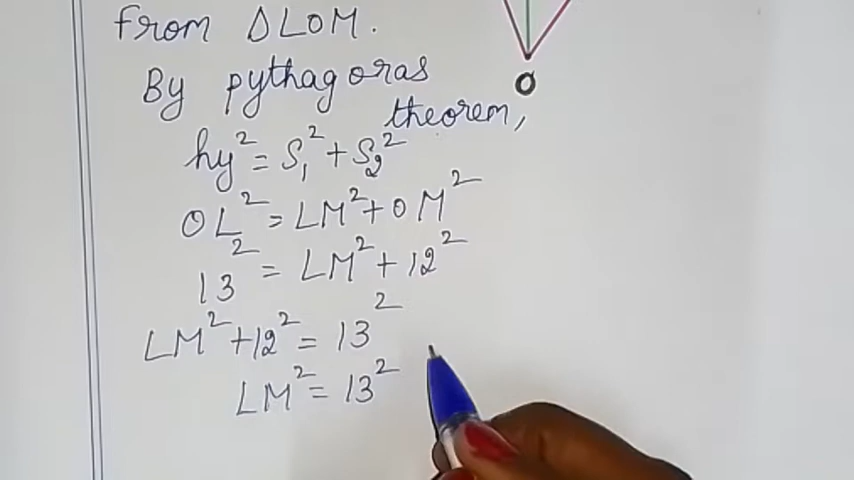 From ΔLOM.
O
By pythagoras
theorem,
hy² = S₁² + S₂²
OL² = LM² + OM²
13² = LM² + 12²
LM² + 12² = 13²
LM² = 13²